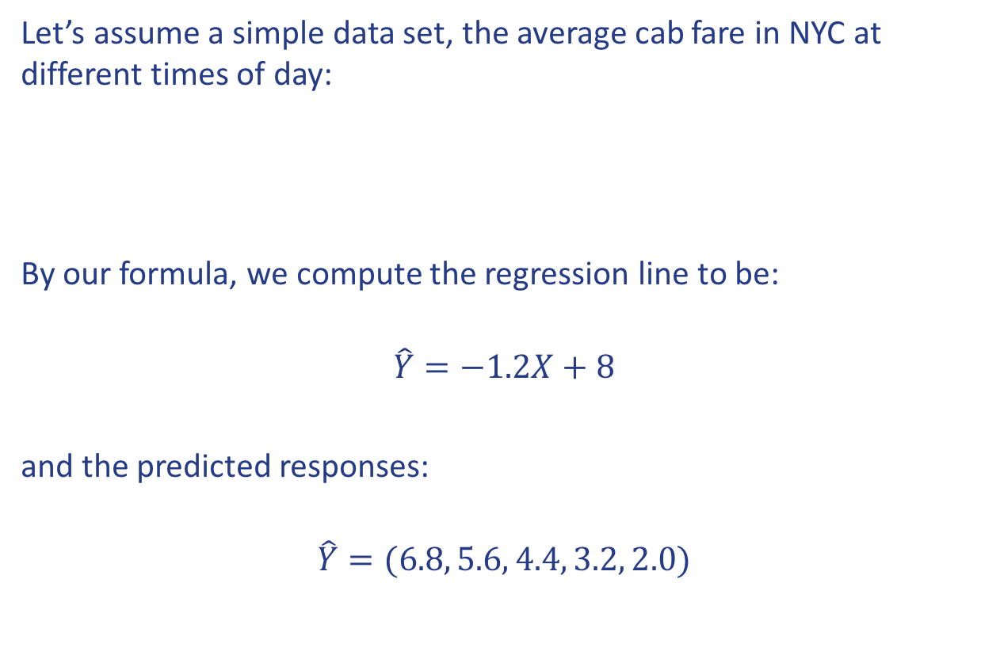 Let’s assume a simple data set, the average cab fare in NYC at
different times of day:
By our formula, we compute the regression line to be:
Ŷ = −1.2X + 8
and the predicted responses:
Ŷ = (6.8, 5.6, 4.4, 3.2, 2.0)